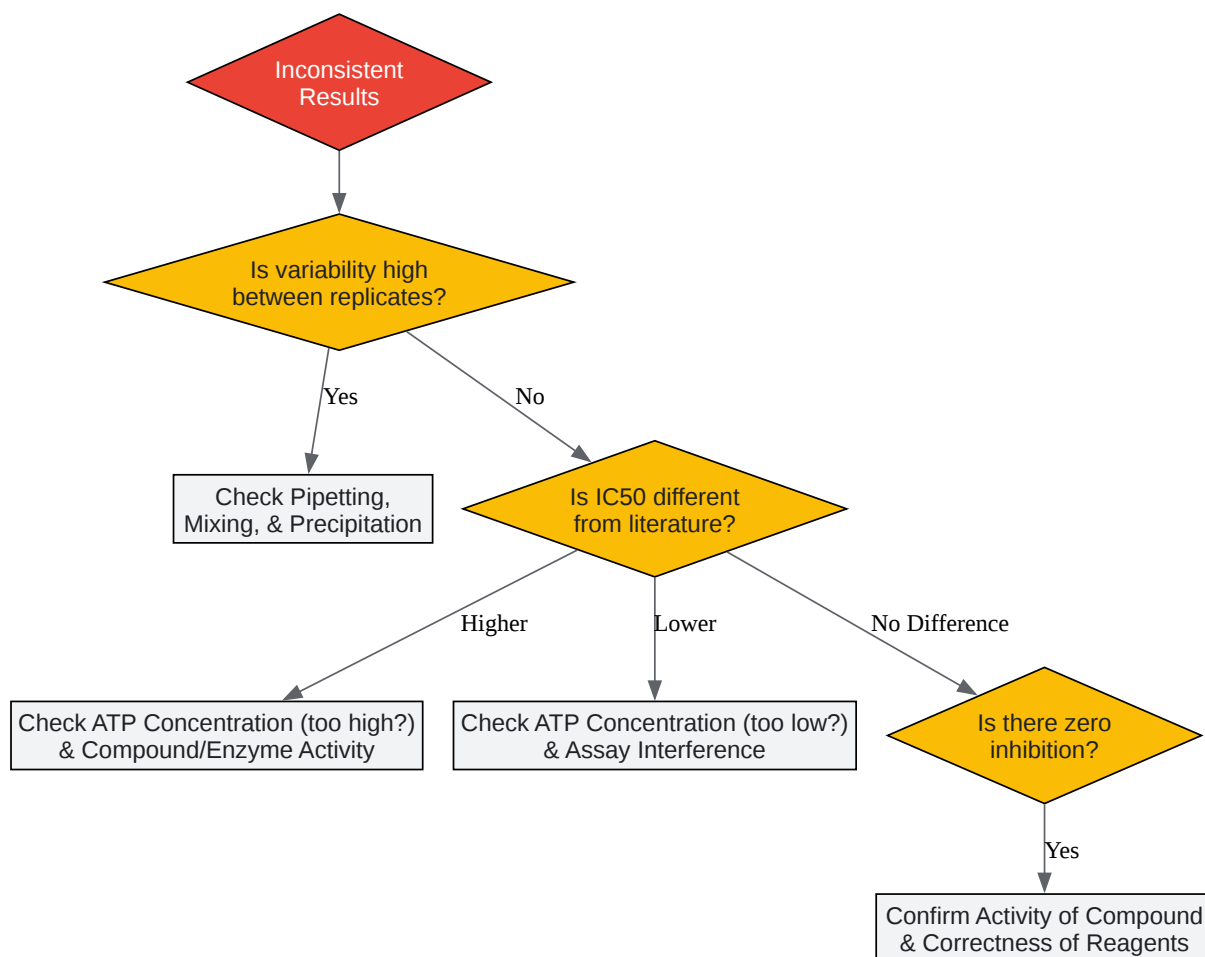 Inconsistent
Results
Is variability high
between replicates?
Yes
No
Check Pipetting,
Mixing, & Precipitation
Is IC50 different
from literature?
Higher
Lower
No Difference
Check ATP Concentration (too high?)
& Compound/Enzyme Activity
Check ATP Concentration (too low?)
& Assay Interference
Is there zero
inhibition?
Yes
Confirm Activity of Compound
& Correctness of Reagents